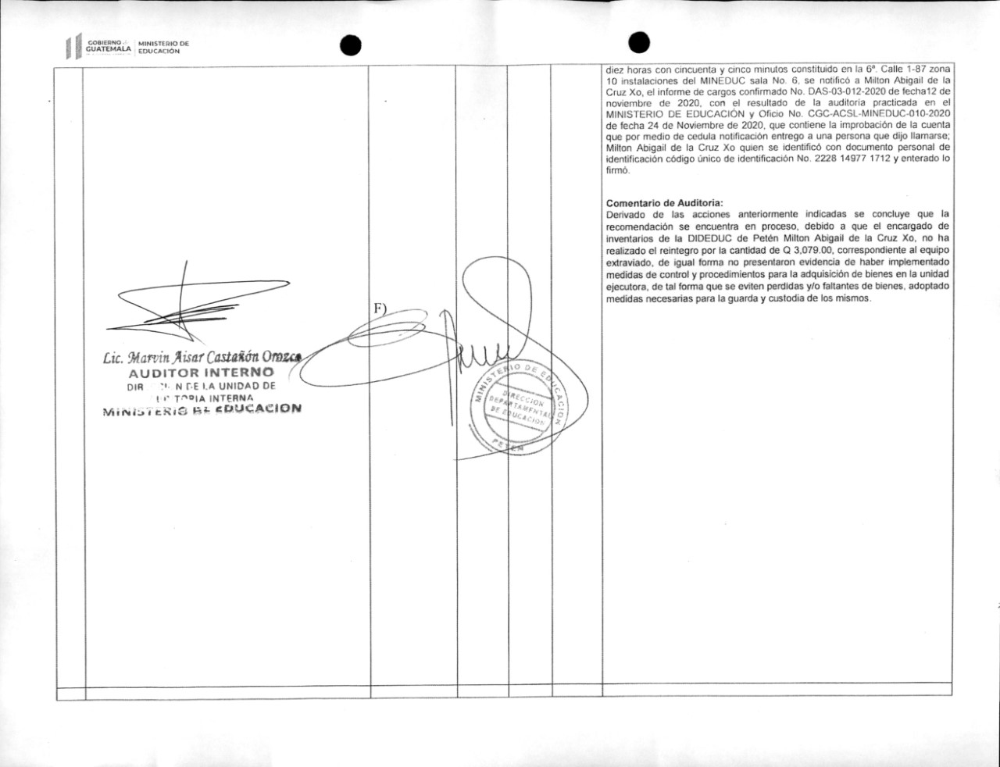 GOBIERNO DE
GUATEMALA
MINISTERIO DE
EDUCACIÓN
diez horas con cincuenta y cinco minutos constituido en la 6ª. Calle 1-87 zona
10 instalaciones del MINEDUC sala No. 6, se notificó a Milton Abigail de la
Cruz Xo, el informe de cargos confirmado No. DAS-03-012-2020 de fecha12 de
noviembre de 2020, con el resultado de la auditoria practicada en el
MINISTERIO DE EDUCACIÓN y Oficio No. CGC-ACSL-MINEDUC-010-2020
de fecha 24 de Noviembre de 2020, que contiene la improbación de la cuenta
que por medio de cedula notificación entrego a una persona que dijo llamarse;
Milton Abigail de la Cruz Xo quien se identificó con documento personal de
identificación código único de identificación No. 2228 14977 1712 y enterado lo
firmó.
Comentario de Auditoria:
Derivado de las acciones anteriormente indicadas se concluye que la
recomendación se encuentra en proceso, debido a que el encargado de
inventarios de la DIDEDUC de Petén Milton Abigail de la Cruz Xo, no ha
realizado el reintegro por la cantidad de Q 3,079.00, correspondiente al equipo
extraviado, de igual forma no presentaron evidencia de haber implementado
medidas de control y procedimientos para la adquisición de bienes en la unidad
ejecutora, de tal forma que se eviten perdidas y/o faltantes de bienes, adoptado
medidas necesarias para la guarda y custodia de los mismos.
F)
Lic. Marvin Aisar Castañón Orozco
AUDITOR INTERNO
DE LA UNIDAD DE
INTERNA
MINISTERIO DE EDUCACION
MINISTERIO DE EDUCACION
DIRECCION
DEPARTAMENTAL
DE EDUCACION
PETEN